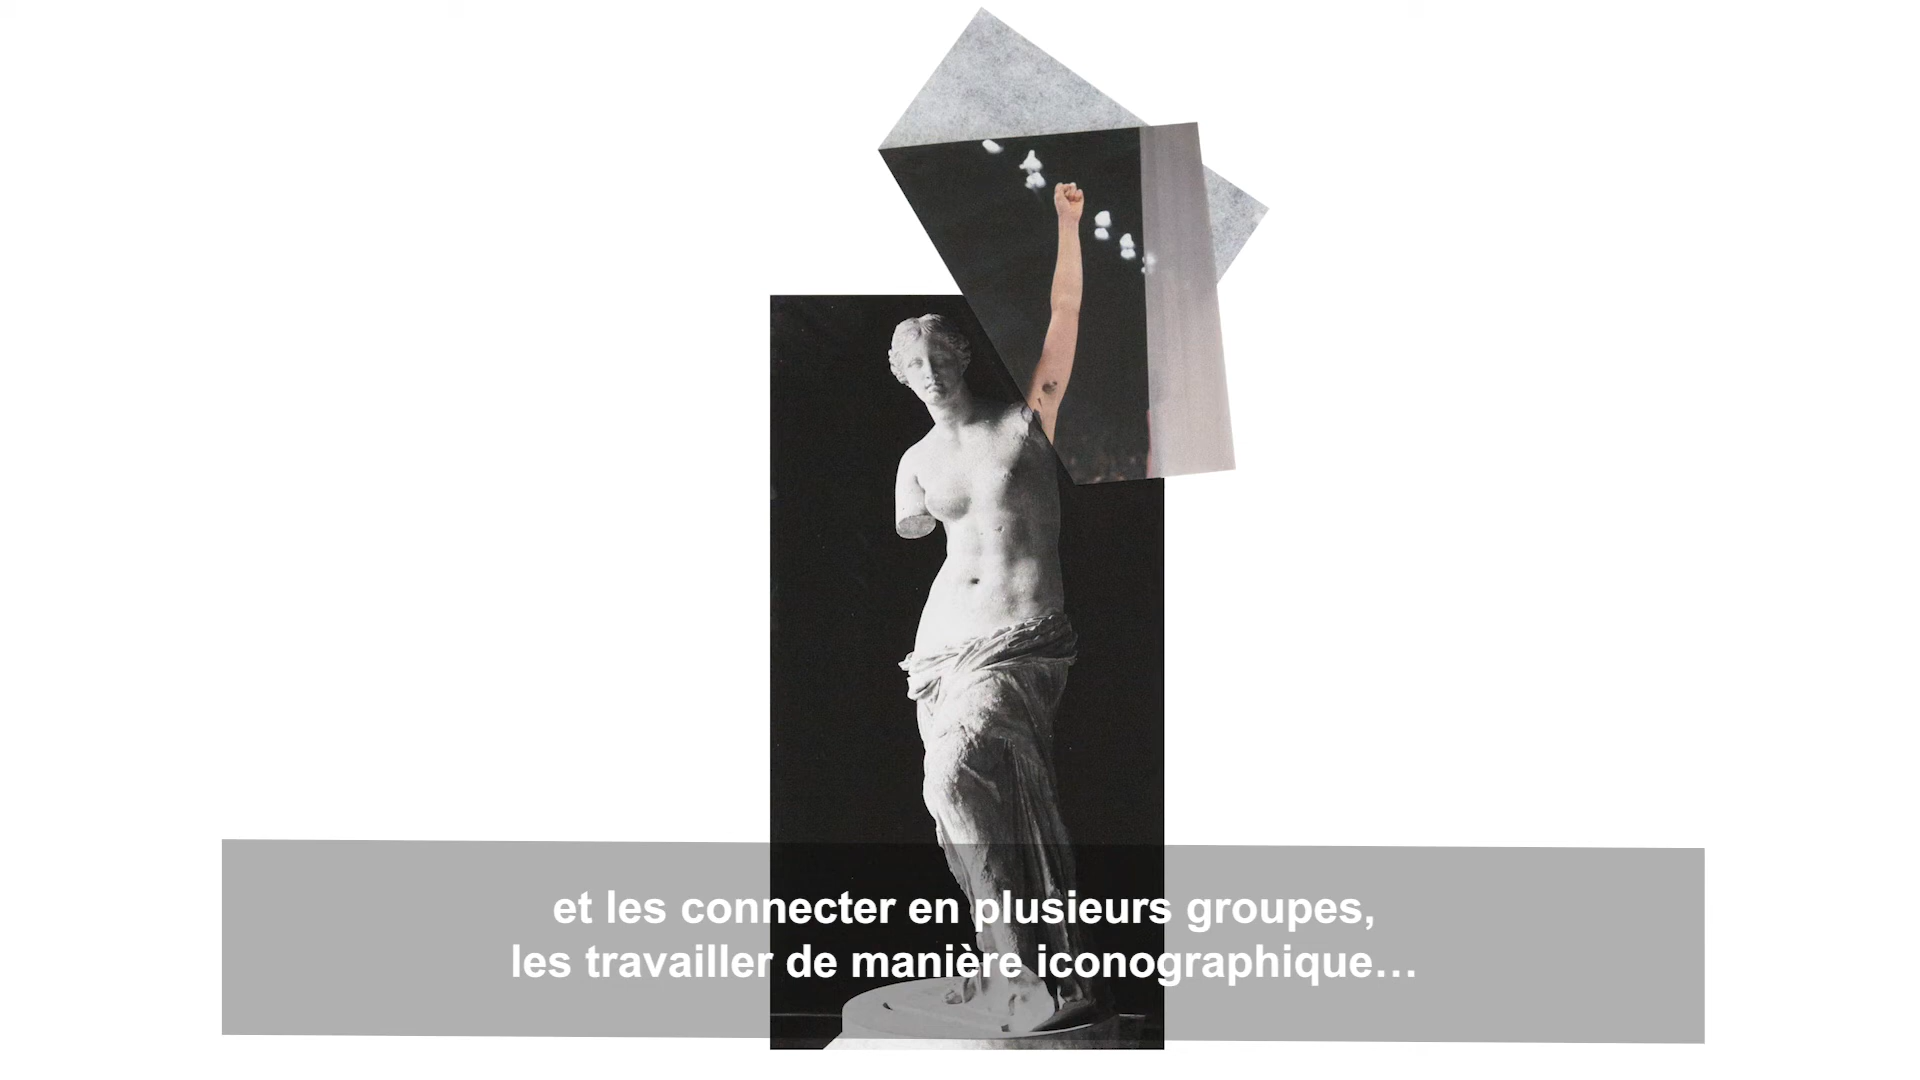 et les connecter en plusieurs groupes,
les travailler de manière iconographique…